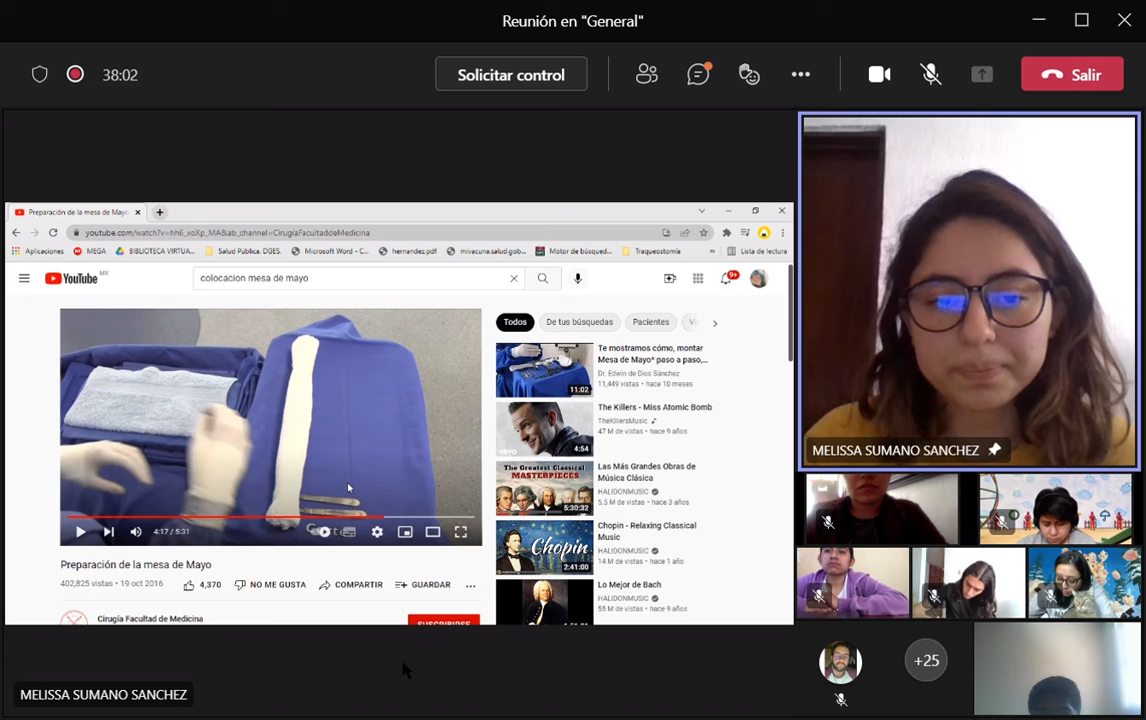 Reunión en "General"
38:02
Solicitar control
Salir
Preparación de la mesa de Mayo
youtube.com/watch?v=hh6_xoXp_MA&ab_channel=CirugíaFacultaddeMedicina
Aplicaciones
MEGA
BIBLIOTECA VIRTUA...
Salud Pública. DGES.
Microsoft Word - C...
hernandez.pdf
mivacuna.salud.gob...
Motor de búsqued...
Traqueostomía
»
Lista de lectura
YouTube MX
colocacion mesa de mayo
9+
Todos
De tus búsquedas
Pacientes
Te mostramos cómo, montar
Mesa de Mayo* paso a paso,...
Dr. Edwin de Dios Sánchez
11,449 vistas • hace 10 meses
11:02
The Killers - Miss Atomic Bomb
TheKillersMusic
47 M de vistas • hace 9 años
vevo
4:54
Las Más Grandes Obras de
Música Clásica
HALIDONMUSIC
5.5 M de vistas • hace 3 años
The Greatest Classical
MASTERPIECES
5:30:32
Chopin - Relaxing Classical
Music
HALIDONMUSIC
14 M de vistas • hace 1 año
Chopin
2:41:00
Lo Mejor de Bach
HALIDONMUSIC
55 M de vistas • hace 9 años
4:17 / 5:31
Preparación de la mesa de Mayo
402,825 vistas • 19 oct 2016
4,370
NO ME GUSTA
COMPARTIR
GUARDAR
...
Cirugía Facultad de Medicina
SUSCRIBIRSE
MELISSA SUMANO SANCHEZ
+25
MELISSA SUMANO SANCHEZ